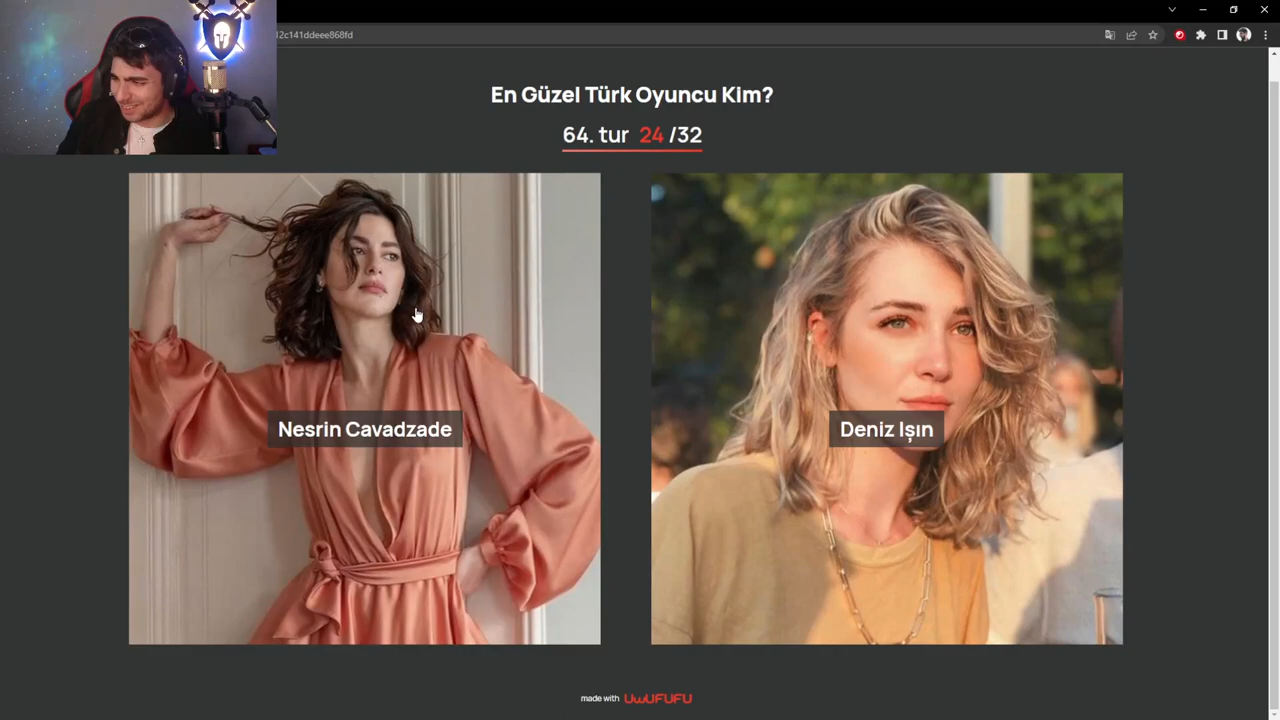 12c141ddeee868fd
En Güzel Türk Oyuncu Kim?
64. tur 24 /32
Nesrin Cavadzade
Deniz Işın
made with UWUFUFU